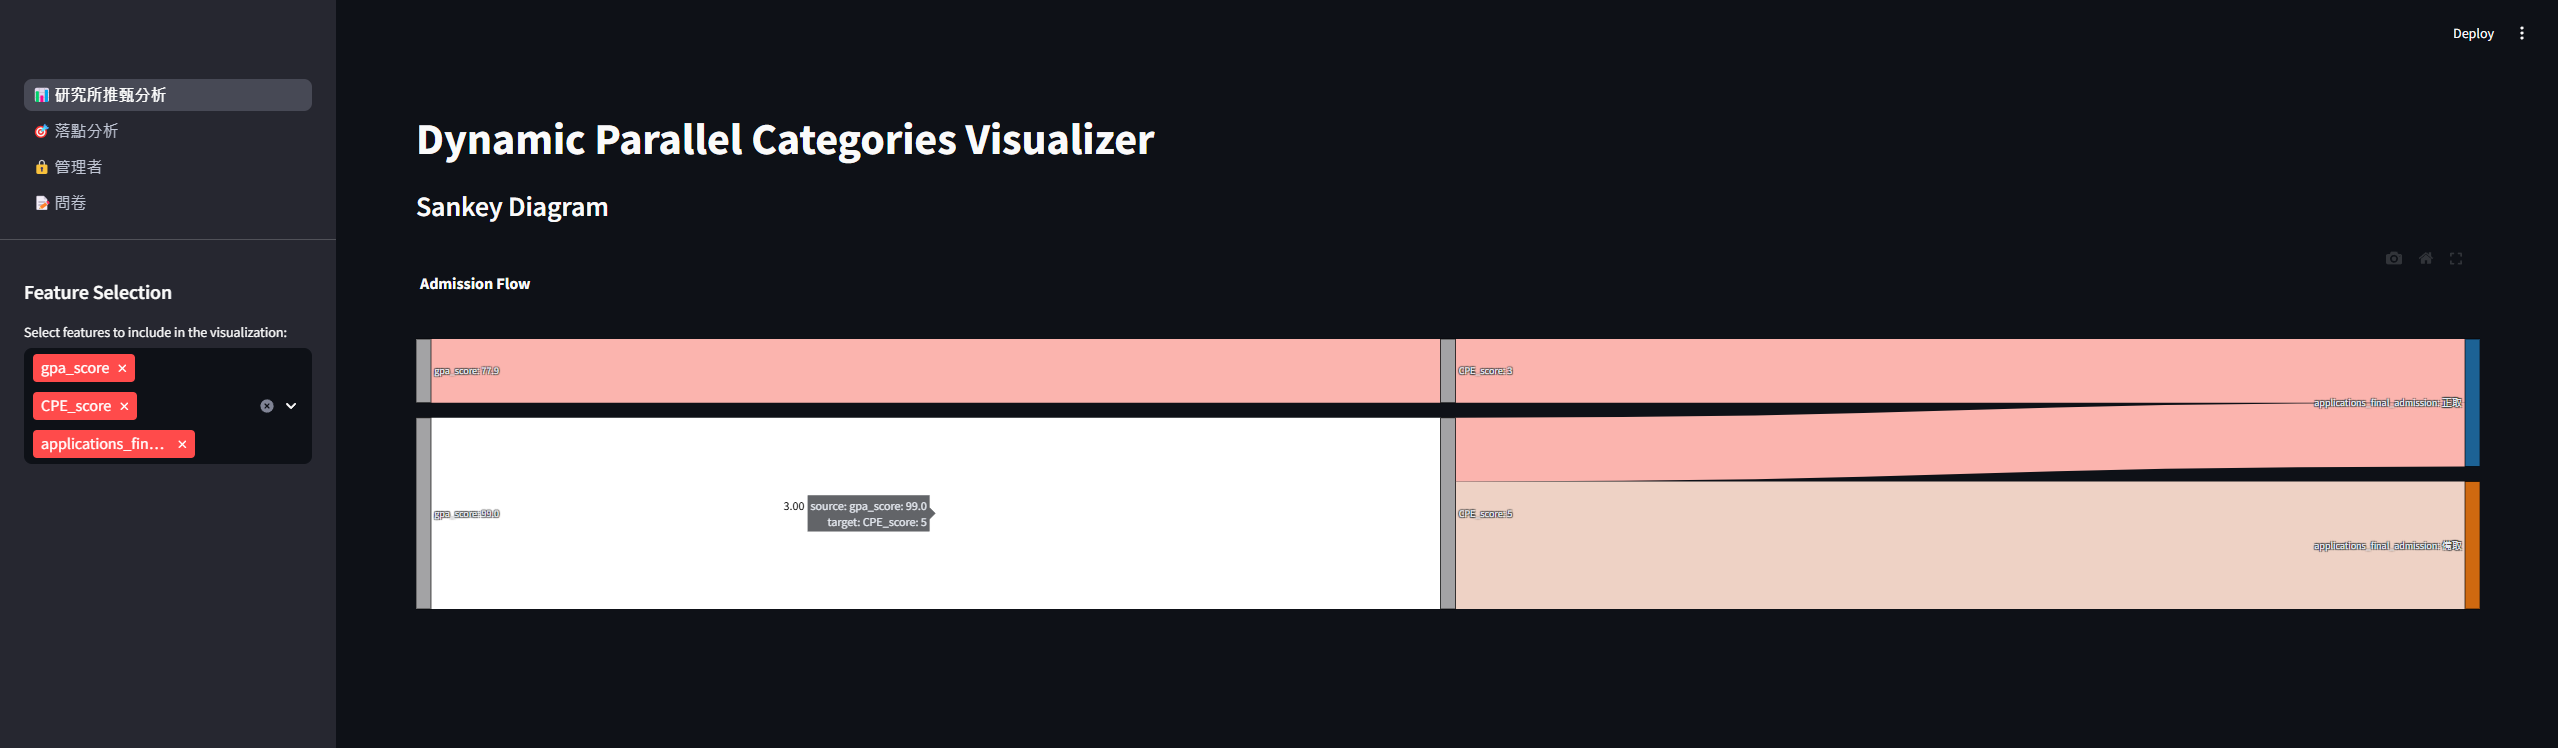 Deploy
研究所推甄分析
落點分析
管理者
問卷
Feature Selection
Select features to include in the visualization:
gpa_score
CPE_score
applications_fin...
Dynamic Parallel Categories Visualizer
Sankey Diagram
Admission Flow
gpa_score: 77.9
CPE_score: 3
applications_final_admission: 正取
gpa_score: 99.0
3.00
source: gpa_score: 99.0
target: CPE_score: 5
CPE_score: 5
applications_final_admission: 備取